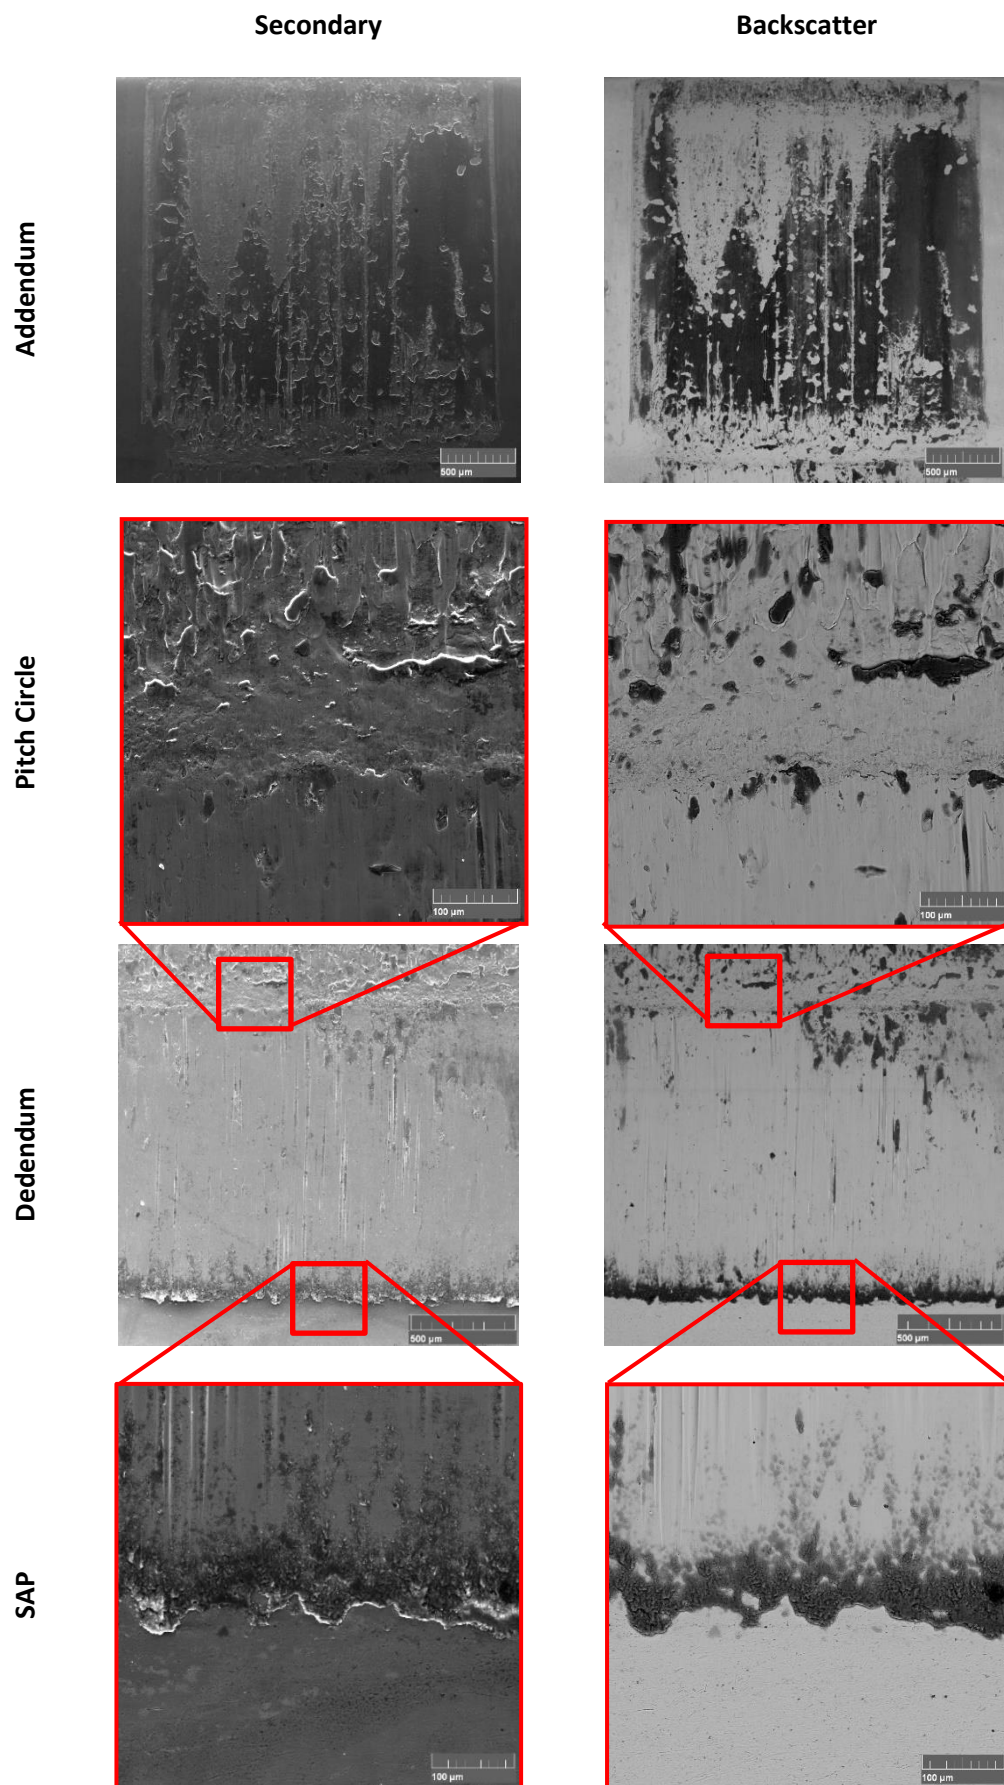 Secondary
Backscatter
Addendum
500 µm
500 µm
Pitch Circle
100 µm
100 µm
Dedendum
500 µm
500 µm
SAP
100 µm
100 µm